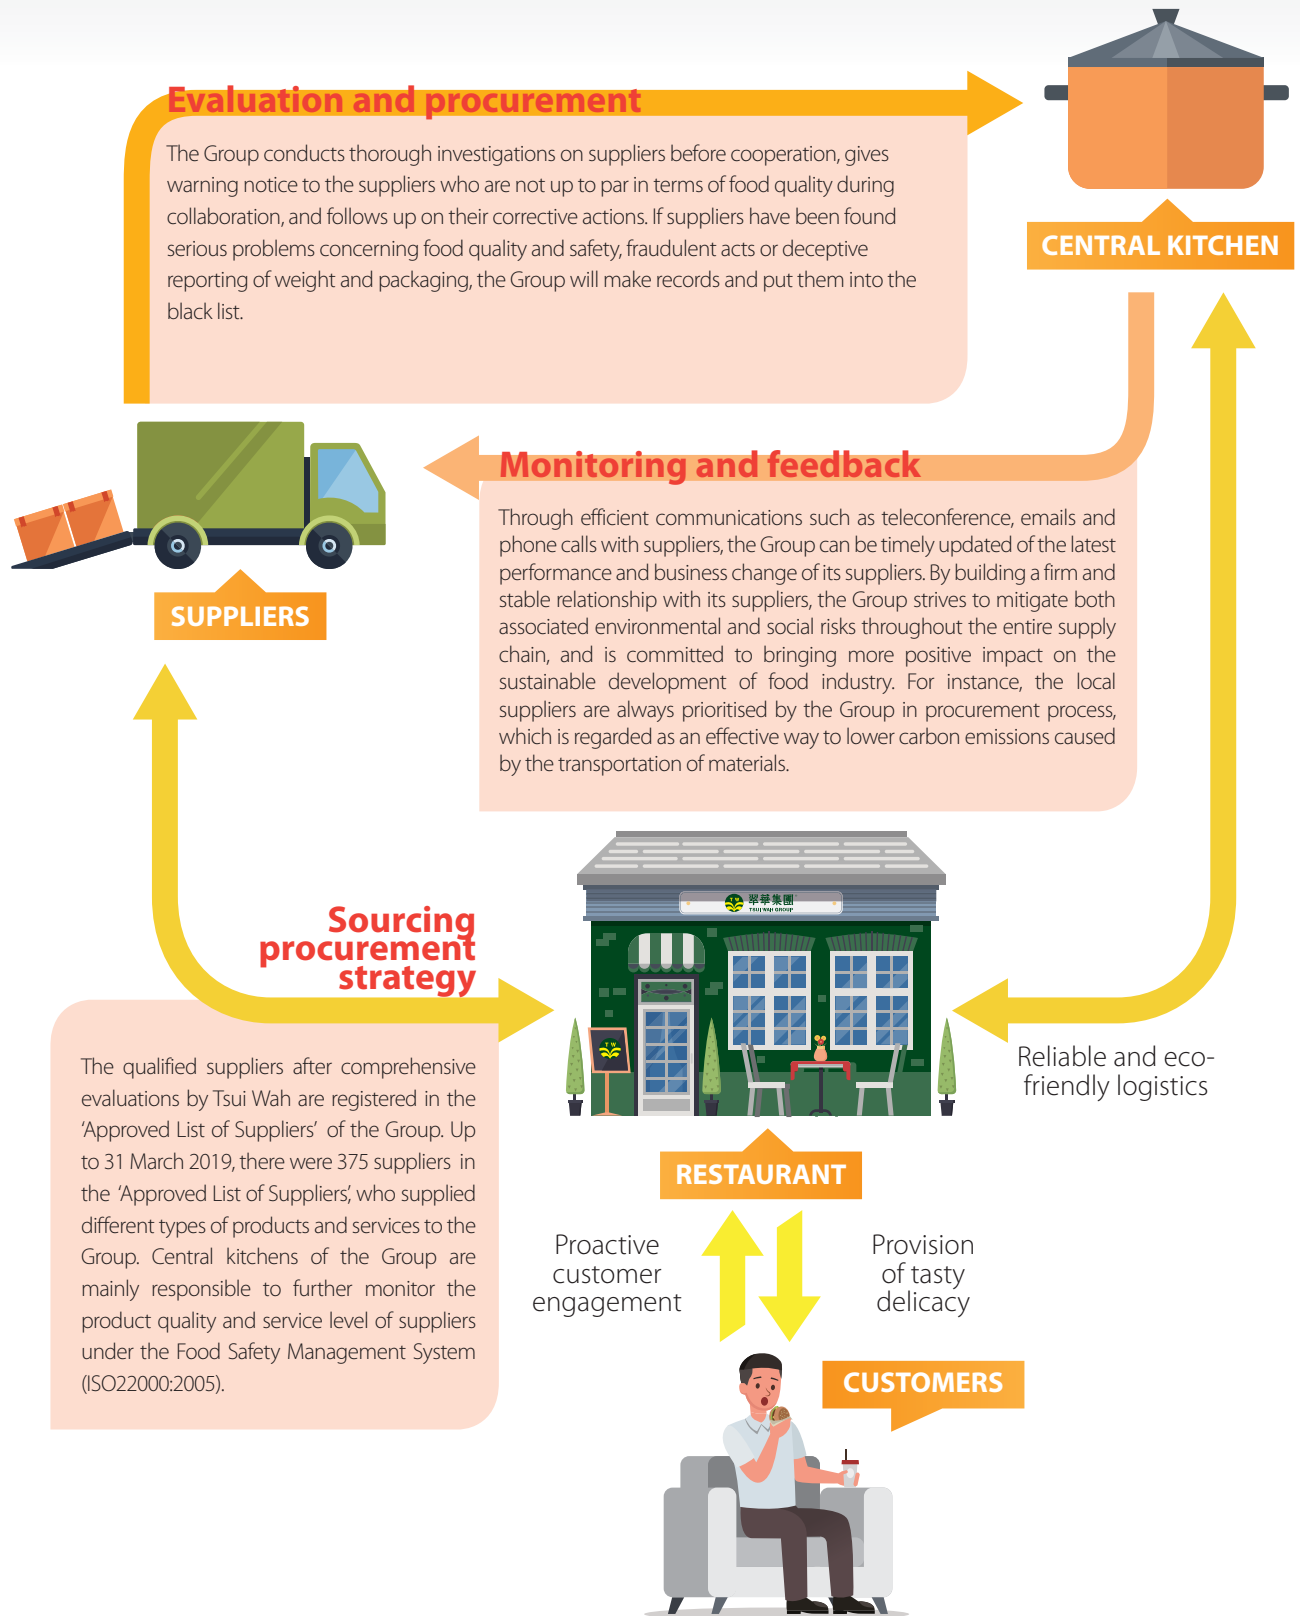 Evaluation and procurement
The Group conducts thorough investigations on suppliers before cooperation, gives
warning notice to the suppliers who are not up to par in terms of food quality during
collaboration, and follows up on their corrective actions. If suppliers have been found
serious problems concerning food quality and safety, fraudulent acts or deceptive
reporting of weight and packaging, the Group will make records and put them into the
black list.
CENTRAL KITCHEN
Monitoring and feedback
Through efficient communications such as teleconference, emails and
phone calls with suppliers, the Group can be timely updated of the latest
performance and business change of its suppliers. By building a firm and
stable relationship with its suppliers, the Group strives to mitigate both
associated environmental and social risks throughout the entire supply
chain, and is committed to bringing more positive impact on the
sustainable development of food industry. For instance, the local
suppliers are always prioritised by the Group in procurement process,
which is regarded as an effective way to lower carbon emissions caused
by the transportation of materials.
SUPPLIERS
翠華集團
TSUI WAH GROUP
T W
Sourcing
procurement
strategy
The qualified suppliers after comprehensive
evaluations by Tsui Wah are registered in the
‘Approved List of Suppliers’ of the Group. Up
to 31 March 2019, there were 375 suppliers in
the ‘Approved List of Suppliers’, who supplied
different types of products and services to the
Group. Central kitchens of the Group are
mainly responsible to further monitor the
product quality and service level of suppliers
under the Food Safety Management System
(ISO22000:2005).
Reliable and eco-
friendly logistics
RESTAURANT
Proactive
customer
engagement
Provision
of tasty
delicacy
CUSTOMERS